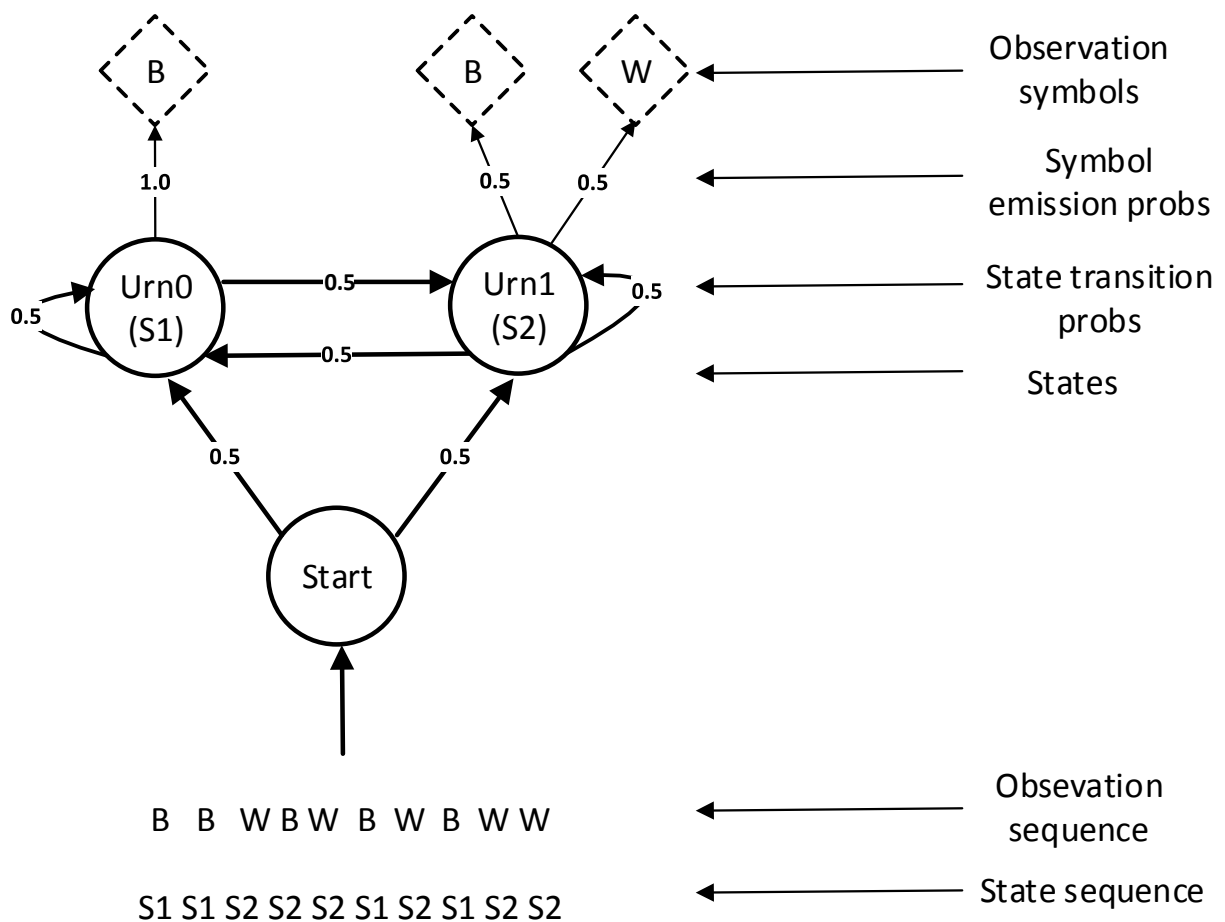 B B W
Observation
symbols
1.0 0.5 0.5
Symbol
emission probs
Urn0
(S1)
Urn1
(S2)
0.5
0.5
0.5
0.5
State transition
probs
States
0.5 0.5
Start
B B W B W B W B W W
Obsevation
sequence
S1 S1 S2 S2 S2 S1 S2 S1 S2 S2
State sequence